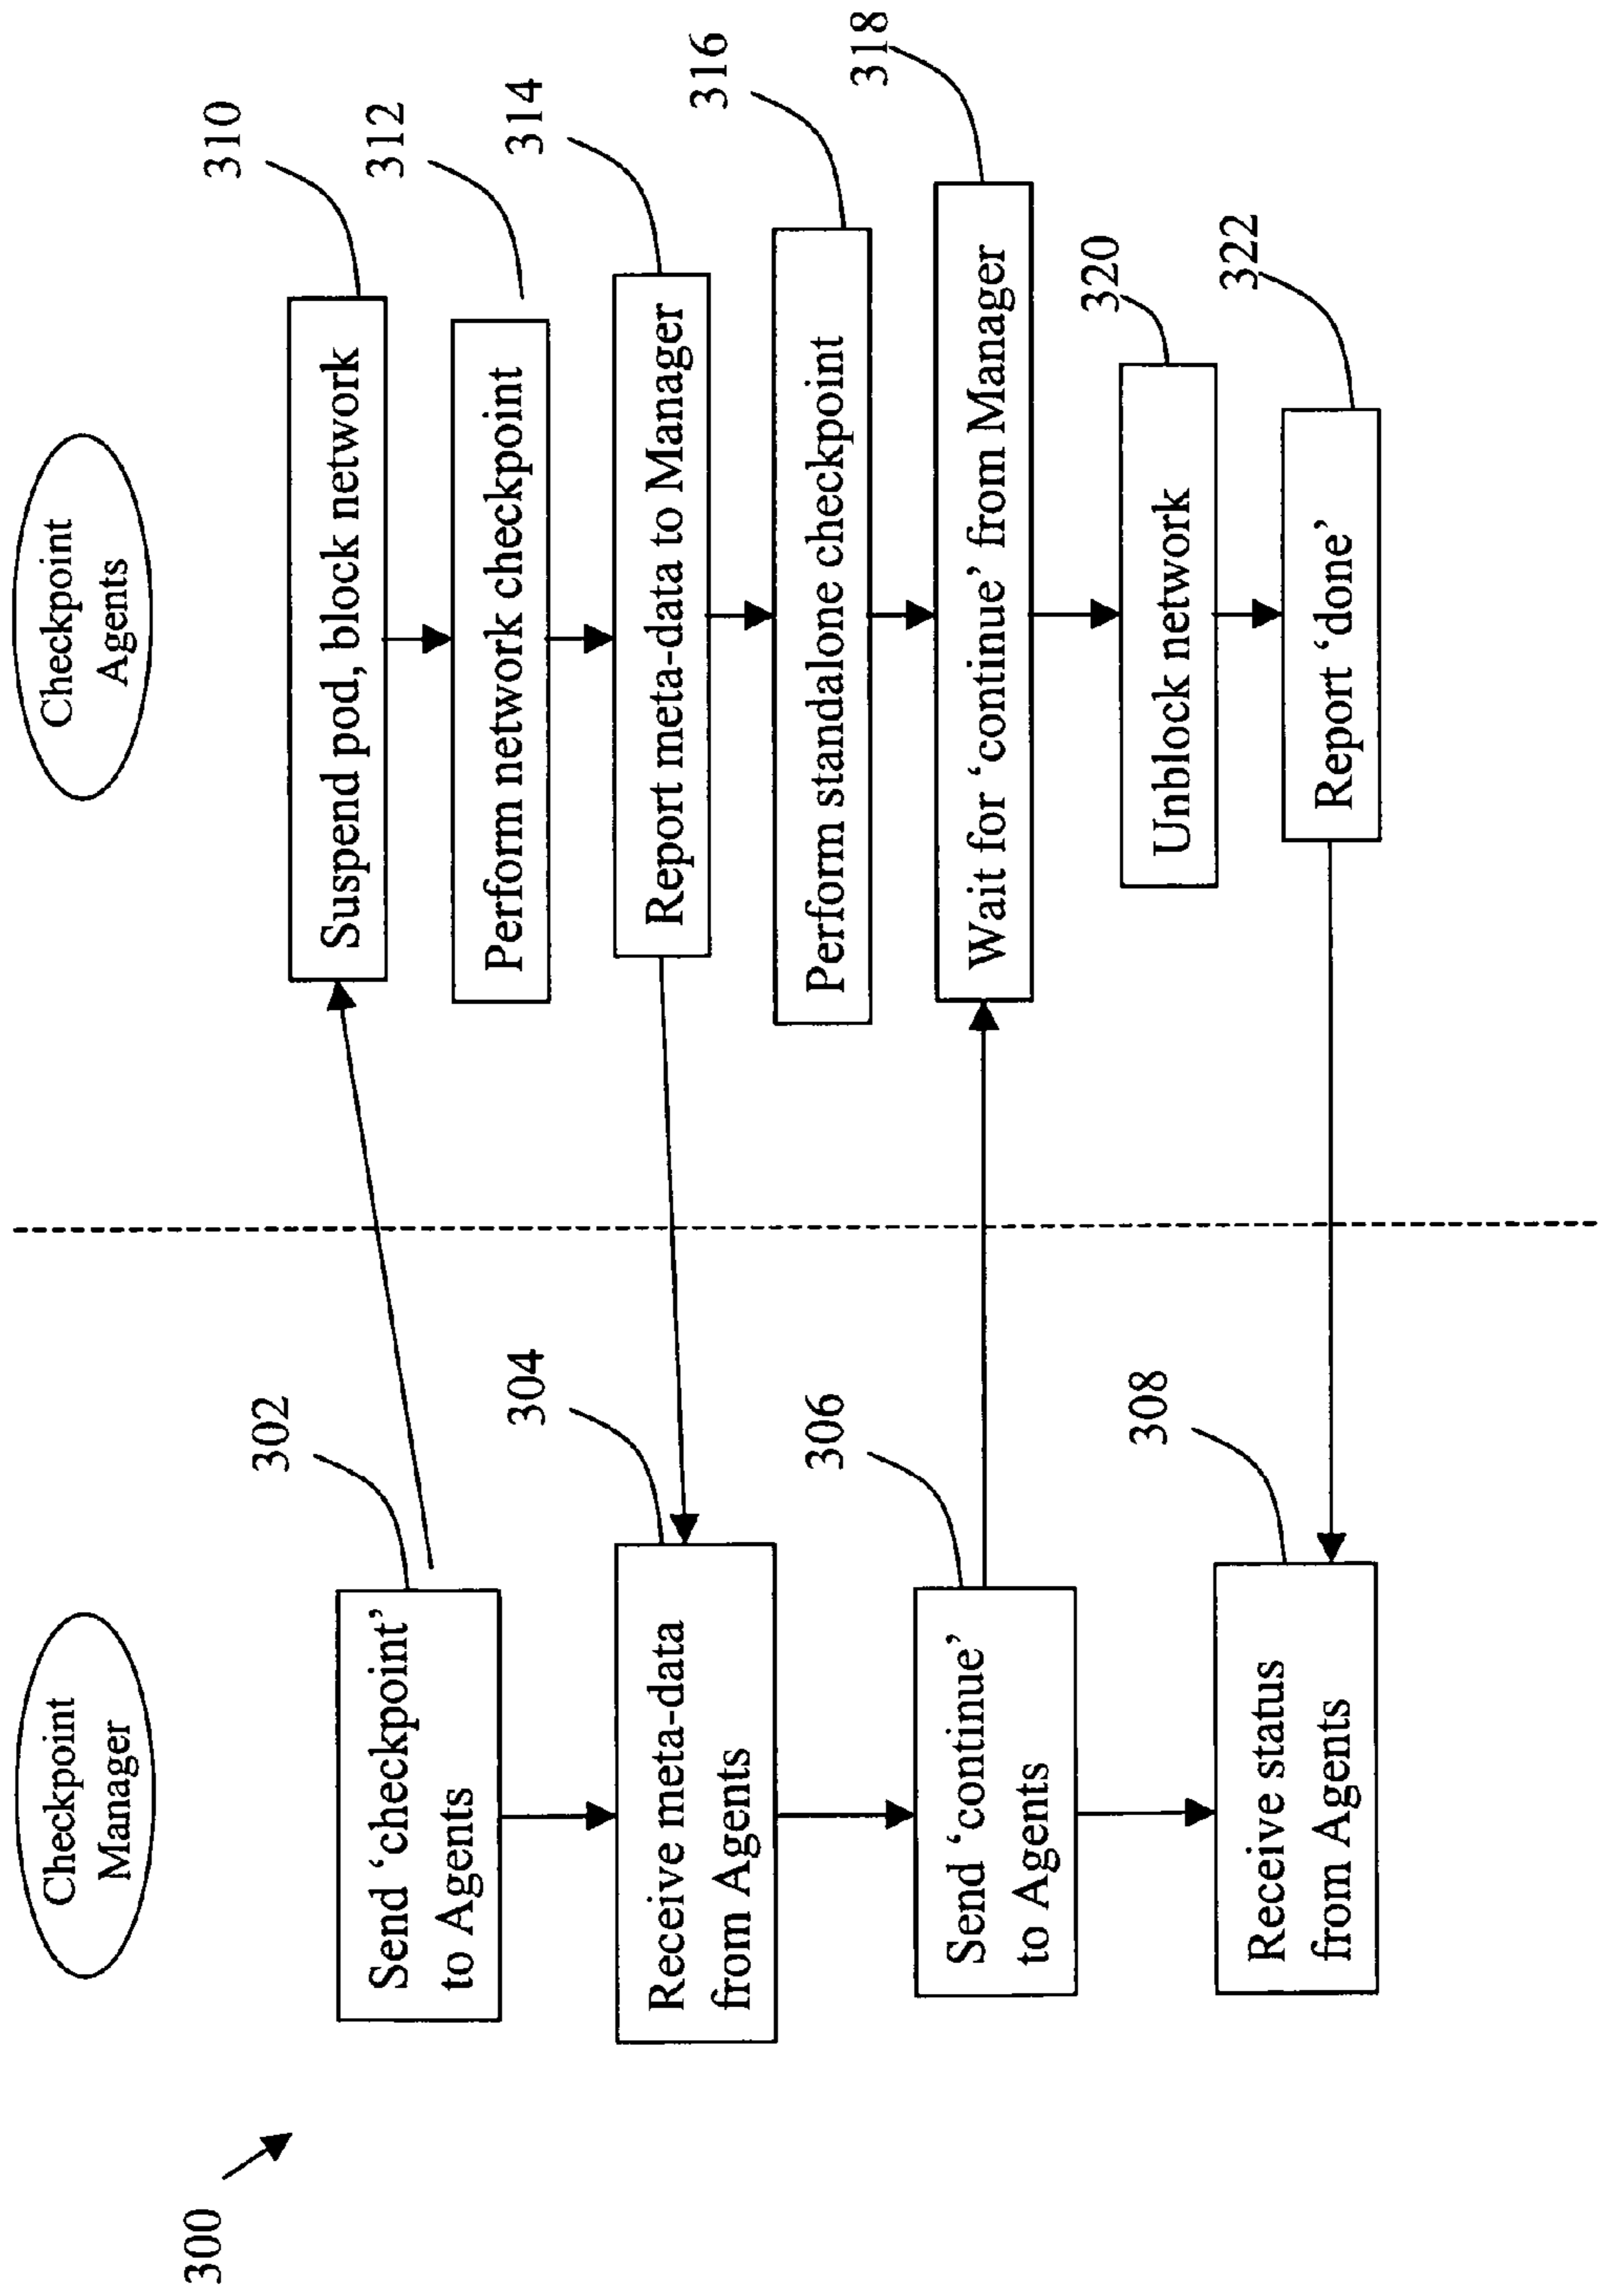 300
Checkpoint
Manager
Checkpoint
Agents
302
Send ‘checkpoint’
to Agents
304
Receive meta-data
from Agents
306
Send ‘continue’
to Agents
308
Receive status
from Agents
310
Suspend pod, block network
312
Perform network checkpoint
314
Report meta-data to Manager
316
Perform standalone checkpoint
318
Wait for ‘continue’ from Manager
320
Unblock network
322
Report ‘done’